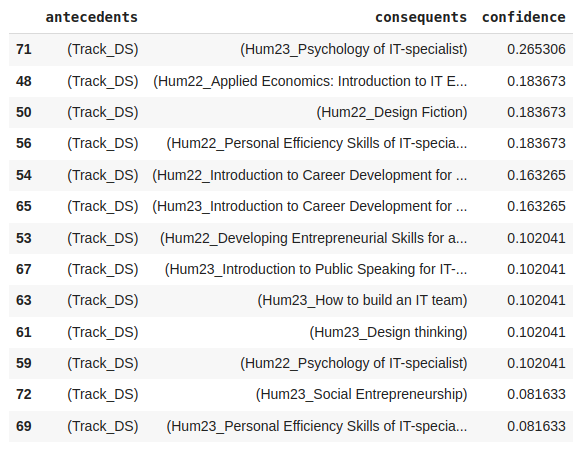 antecedents consequents confidence
71 (Track_DS) (Hum23_Psychology of IT-specialist) 0.265306
48 (Track_DS) (Hum22_Applied Economics: Introduction to IT E... 0.183673
50 (Track_DS) (Hum22_Design Fiction) 0.183673
56 (Track_DS) (Hum22_Personal Efficiency Skills of IT-specia... 0.183673
54 (Track_DS) (Hum22_Introduction to Career Development for ... 0.163265
65 (Track_DS) (Hum23_Introduction to Career Development for ... 0.163265
53 (Track_DS) (Hum22_Developing Entrepreneurial Skills for a... 0.102041
67 (Track_DS) (Hum23_Introduction to Public Speaking for IT-... 0.102041
63 (Track_DS) (Hum23_How to build an IT team) 0.102041
61 (Track_DS) (Hum23_Design thinking) 0.102041
59 (Track_DS) (Hum22_Psychology of IT-specialist) 0.102041
72 (Track_DS) (Hum23_Social Entrepreneurship) 0.081633
69 (Track_DS) (Hum23_Personal Efficiency Skills of IT-specia... 0.081633